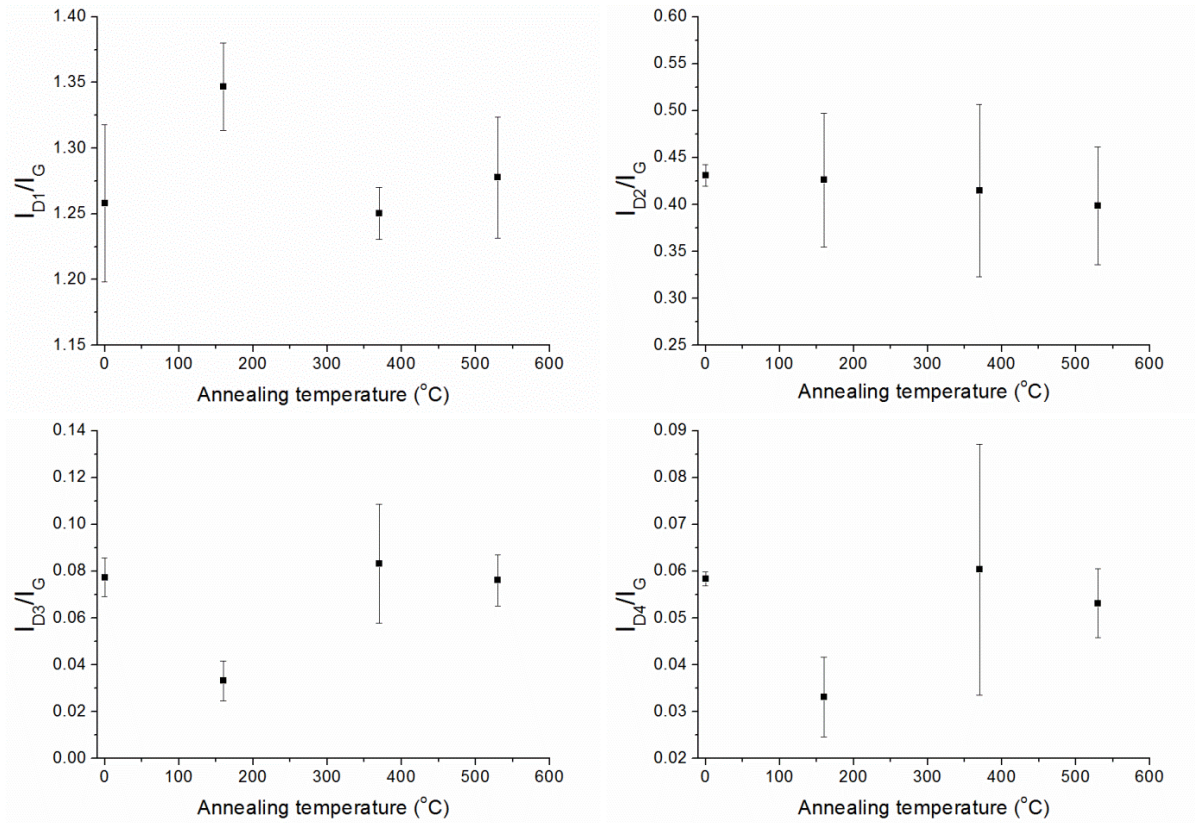 1.40
1.35
1.30
1.25
1.20
1.15
I_D1/I_G
0 100 200 300 400 500 600
Annealing temperature (°C)
0.60
0.55
0.50
0.45
0.40
0.35
0.30
0.25
I_D2/I_G
0 100 200 300 400 500 600
Annealing temperature (°C)
0.14
0.12
0.10
0.08
0.06
0.04
0.02
0.00
I_D3/I_G
0 100 200 300 400 500 600
Annealing temperature (°C)
0.09
0.08
0.07
0.06
0.05
0.04
0.03
0.02
I_D4/I_G
0 100 200 300 400 500 600
Annealing temperature (°C)